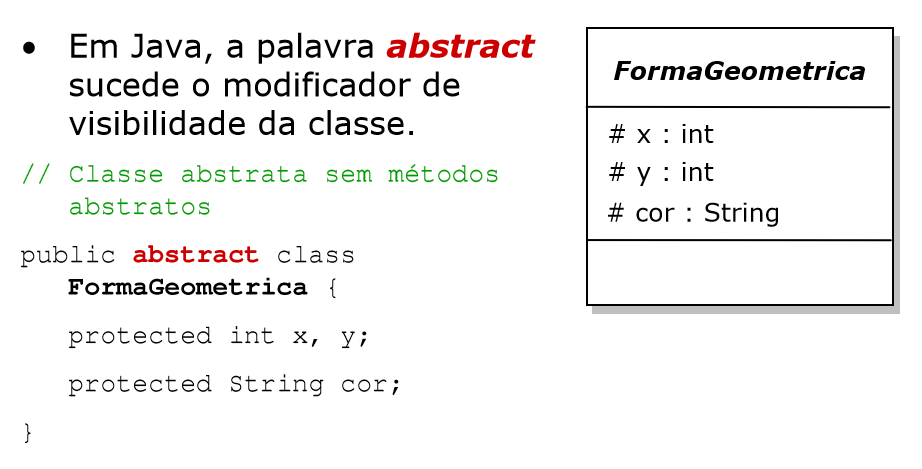 • Em Java, a palavra abstract
sucede o modificador de
visibilidade da classe.
// Classe abstrata sem métodos
abstratos
public abstract class
FormaGeometrica {
protected int x, y;
protected String cor;
}
FormaGeometrica
# x : int
# y : int
# cor : String